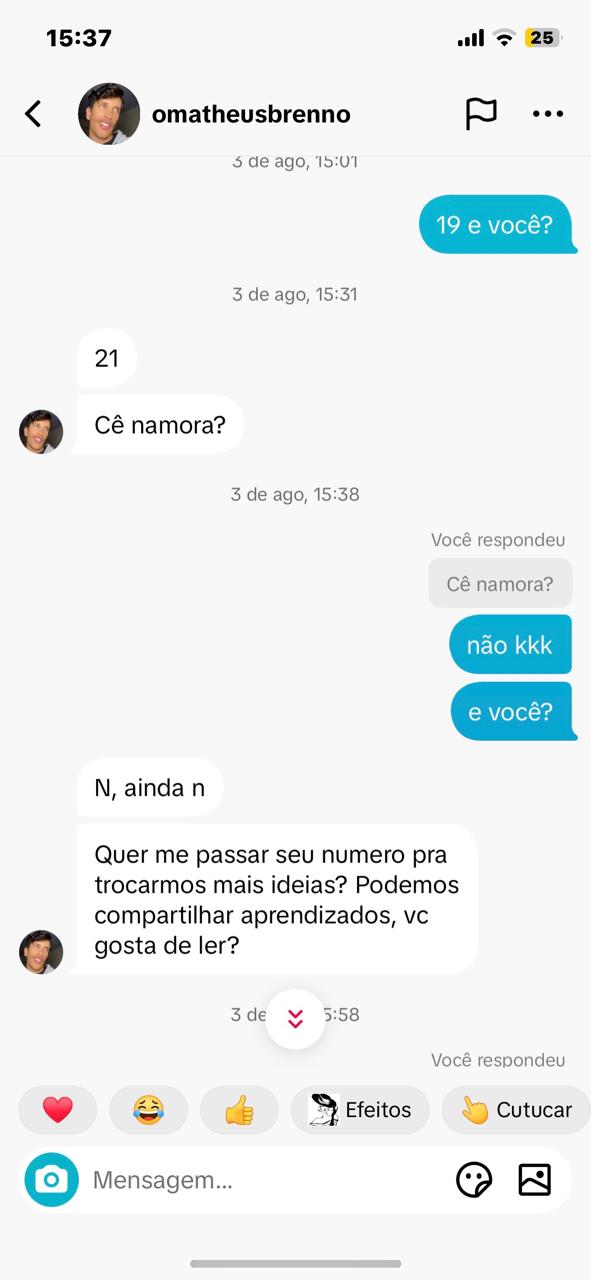 15:37
25
omatheusbrenno
3 de ago, 15:01
19 e você?
3 de ago, 15:31
21
Cê namora?
3 de ago, 15:38
Você respondeu
Cê namora?
não kkk
e você?
N, ainda n
Quer me passar seu numero pra
trocarmos mais ideias? Podemos
compartilhar aprendizados, vc
gosta de ler?
3 de 5:58
Você respondeu
Efeitos
Cutucar
Mensagem...